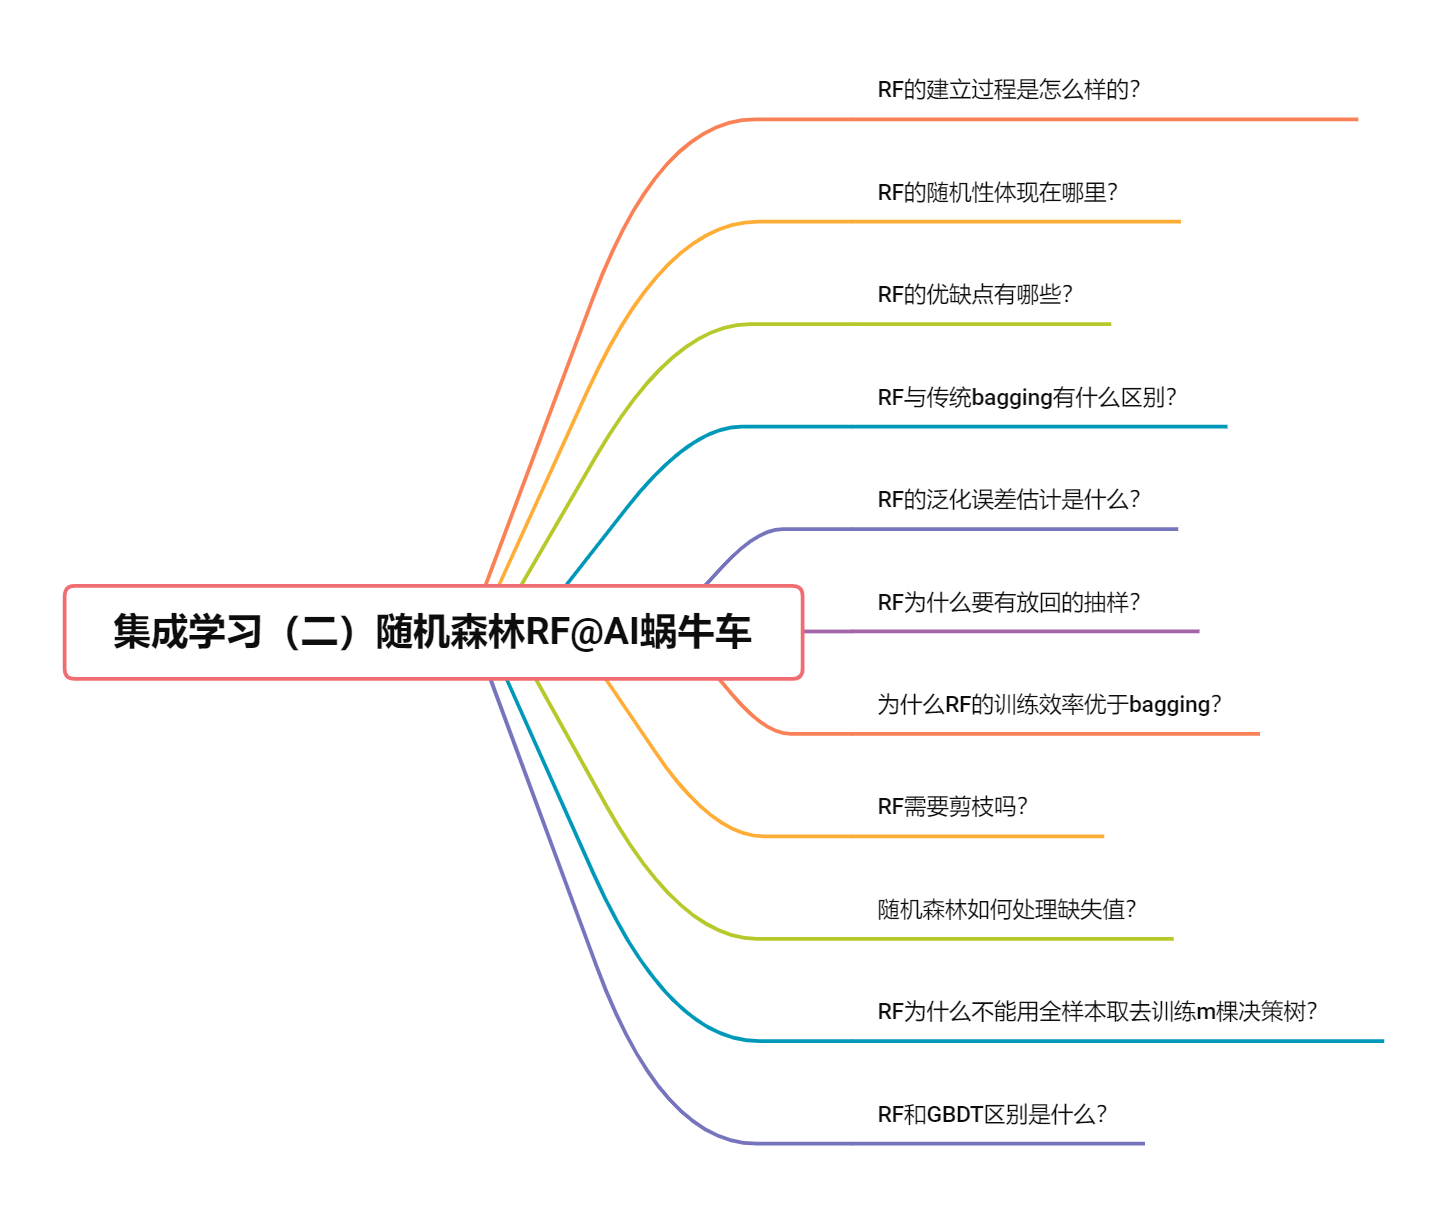 RF的建立过程是怎么样的？
RF的随机性体现在哪里？
RF的优缺点有哪些？
RF与传统bagging有什么区别？
RF的泛化误差估计是什么？
集成学习（二）随机森林RF@AI蜗牛车
RF为什么要有放回的抽样？
为什么RF的训练效率优于bagging？
RF需要剪枝吗？
随机森林如何处理缺失值？
RF为什么不能用全样本取去训练m棵决策树？
RF和GBDT区别是什么？